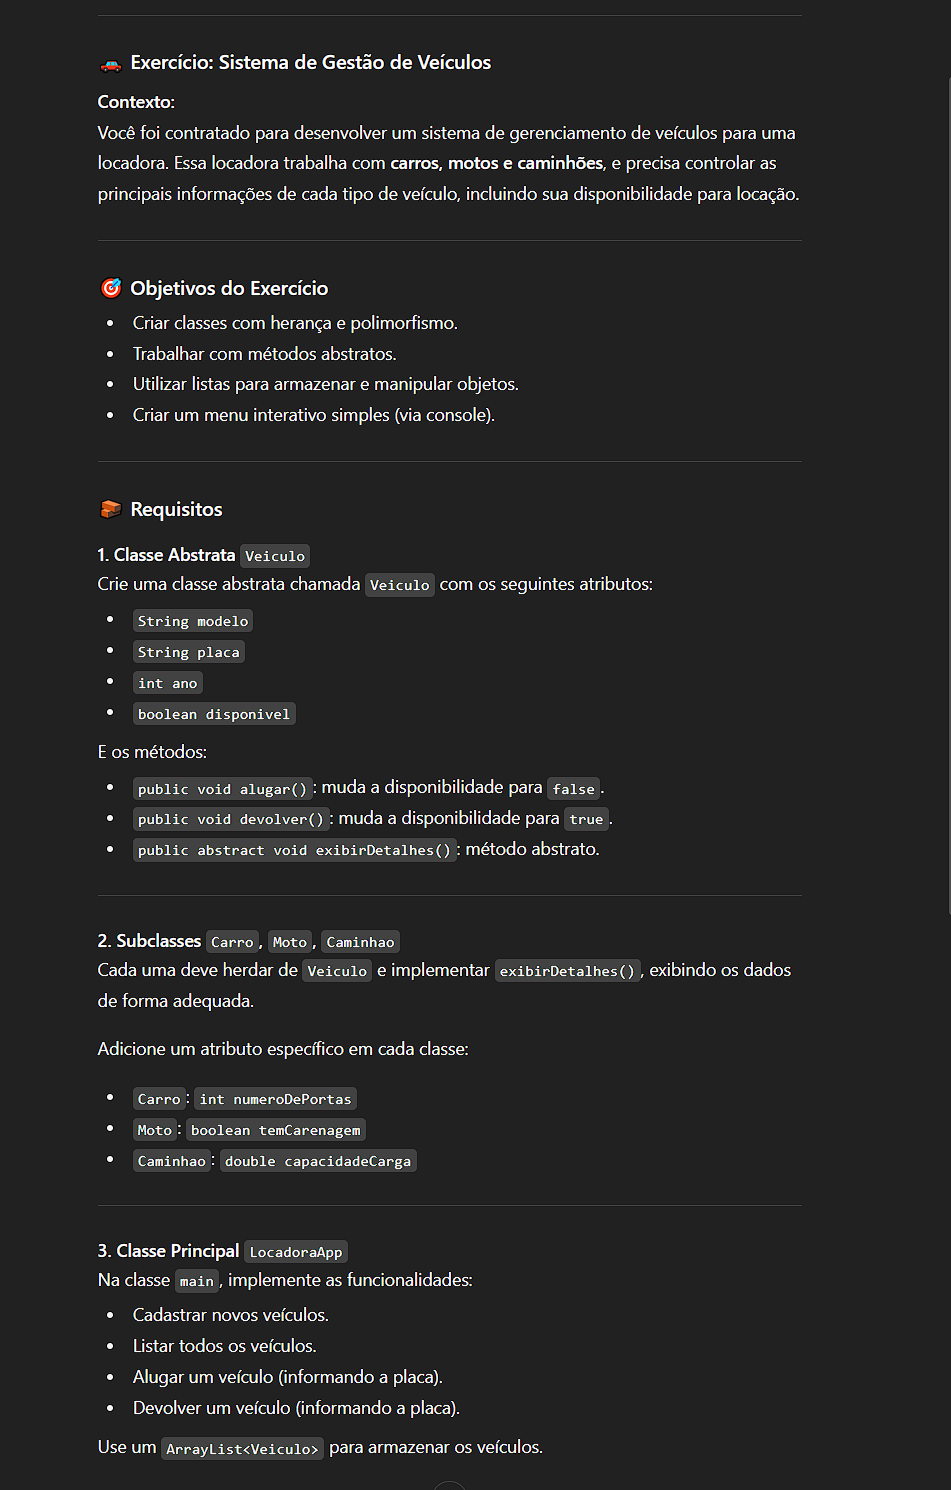 Exercício: Sistema de Gestão de Veículos
Contexto:
Você foi contratado para desenvolver um sistema de gerenciamento de veículos para uma
locadora. Essa locadora trabalha com carros, motos e caminhões, e precisa controlar as
principais informações de cada tipo de veículo, incluindo sua disponibilidade para locação.
Objetivos do Exercício
• Criar classes com herança e polimorfismo.
• Trabalhar com métodos abstratos.
• Utilizar listas para armazenar e manipular objetos.
• Criar um menu interativo simples (via console).
Requisitos
1. Classe Abstrata Veiculo
Crie uma classe abstrata chamada Veiculo com os seguintes atributos:
• String modelo
• String placa
• int ano
• boolean disponivel
E os métodos:
• public void alugar(): muda a disponibilidade para false.
• public void devolver(): muda a disponibilidade para true.
• public abstract void exibirDetalhes(): método abstrato.
2. Subclasses Carro, Moto, Caminhao
Cada uma deve herdar de Veiculo e implementar exibirDetalhes(), exibindo os dados
de forma adequada.
Adicione um atributo específico em cada classe:
• Carro: int numeroDePortas
• Moto: boolean temCarenagem
• Caminhao: double capacidadeCarga
3. Classe Principal LocadoraApp
Na classe main, implemente as funcionalidades:
• Cadastrar novos veículos.
• Listar todos os veículos.
• Alugar um veículo (informando a placa).
• Devolver um veículo (informando a placa).
Use um ArrayList<Veiculo> para armazenar os veículos.